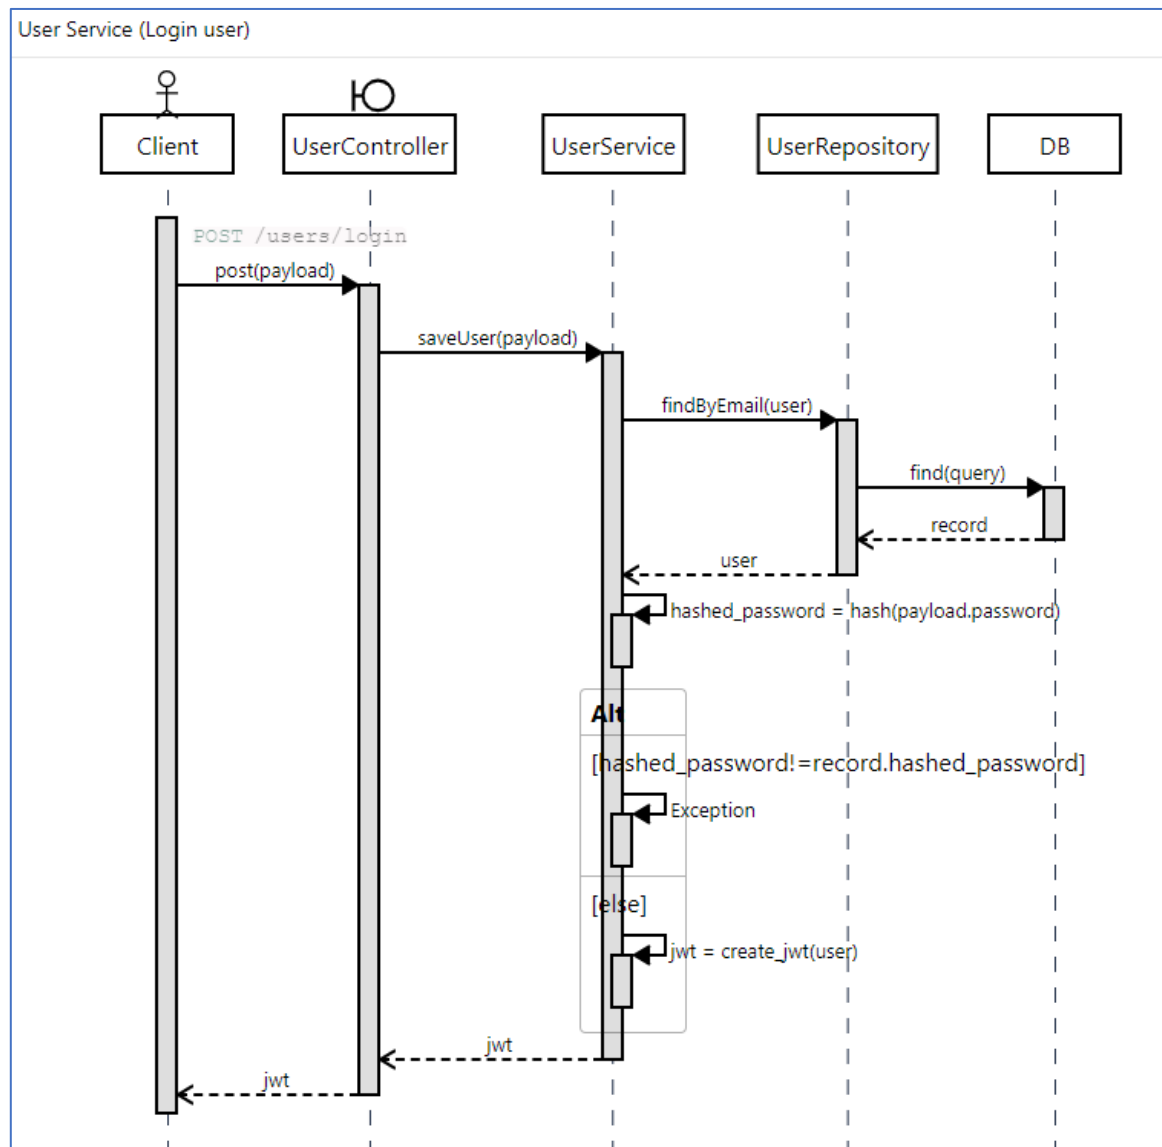 User Service (Login user)
Client
UserController
UserService
UserRepository
DB
POST /users/login
post(payload)
saveUser(payload)
findByEmail(user)
find(query)
record
user
hashed_password = hash(payload.password)
Alt
[hashed_password!=record.hashed_password]
Exception
[else]
jwt = create_jwt(user)
jwt
jwt